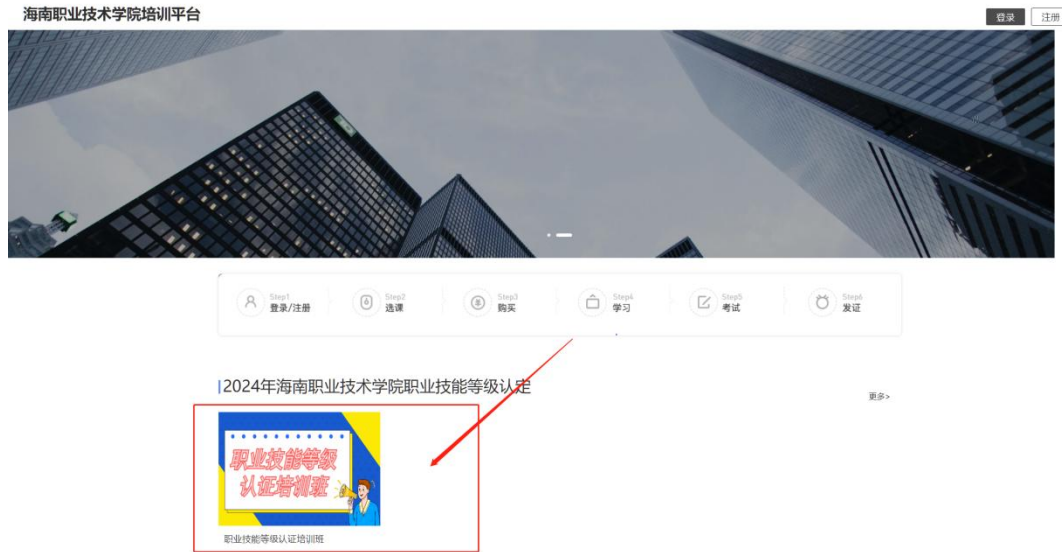 海南职业技术学院培训平台
登录 注册
Step1 Step2 Step3 Step4 Step5 Step6
登录/注册 选课 购买 学习 考试 发证
2024年海南职业技术学院职业技能等级认定
更多>
职业技能等级
认证培训班
职业技能等级认证培训班